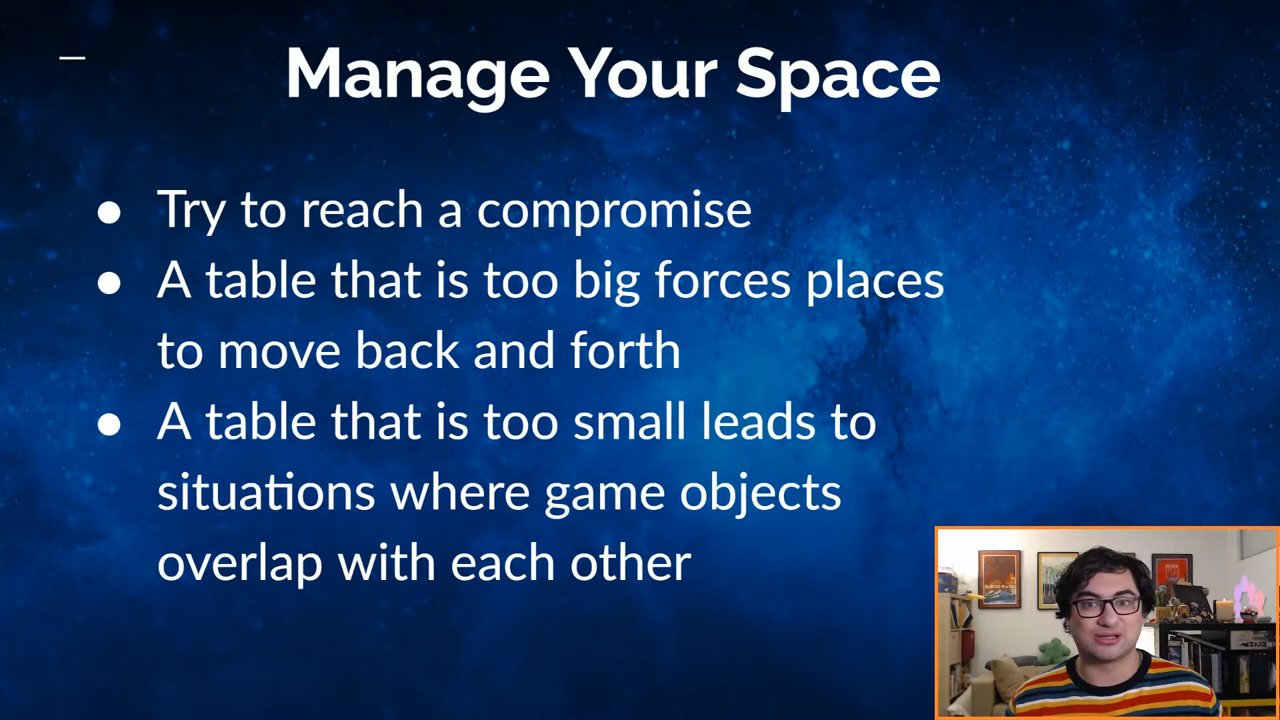 Manage Your Space
● Try to reach a compromise
● A table that is too big forces places
to move back and forth
● A table that is too small leads to
situations where game objects
overlap with each other